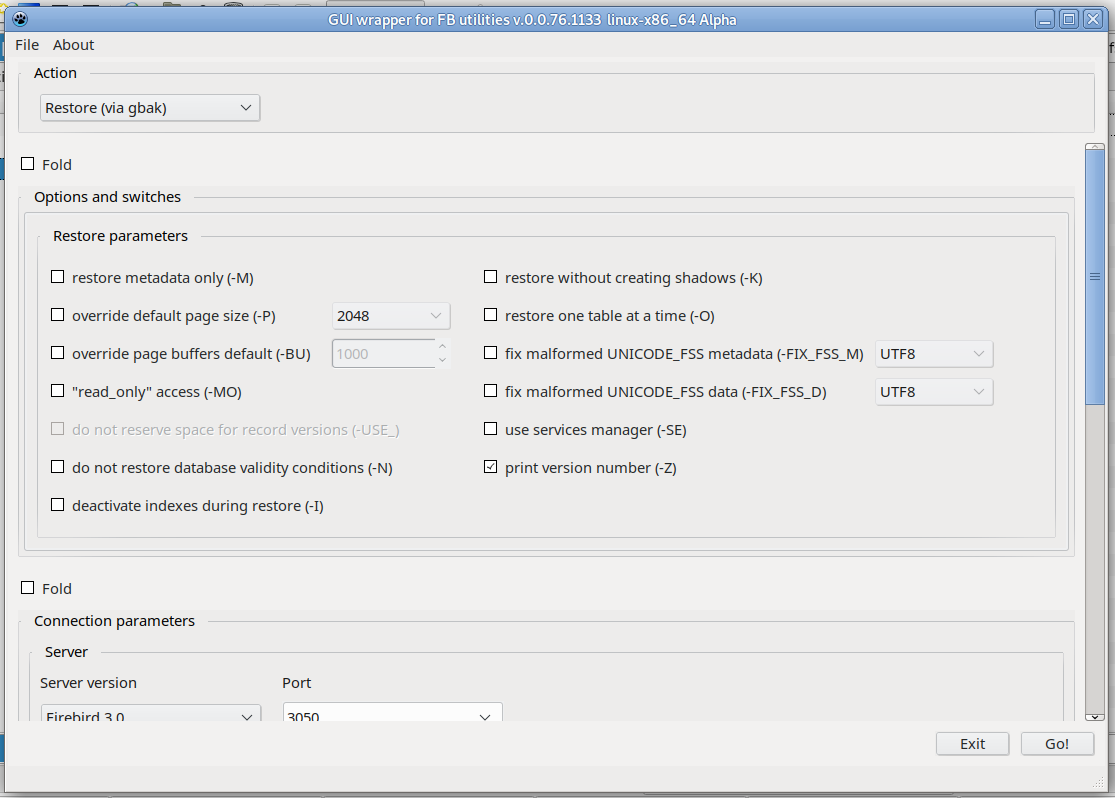 GUI wrapper for FB utilities v.0.0.76.1133 linux-x86_64 Alpha
File About
Action
Restore (via gbak)
Fold
Options and switches
Restore parameters
restore metadata only (-M)
restore without creating shadows (-K)
override default page size (-P) 2048
restore one table at a time (-O)
override page buffers default (-BU) 1000
fix malformed UNICODE_FSS metadata (-FIX_FSS_M) UTF8
"read_only" access (-MO)
fix malformed UNICODE_FSS data (-FIX_FSS_D) UTF8
do not reserve space for record versions (-USE_)
use services manager (-SE)
do not restore database validity conditions (-N)
print version number (-Z)
deactivate indexes during restore (-I)
Fold
Connection parameters
Server
Server version Port
Firebird 3.0 3050
Exit Go!